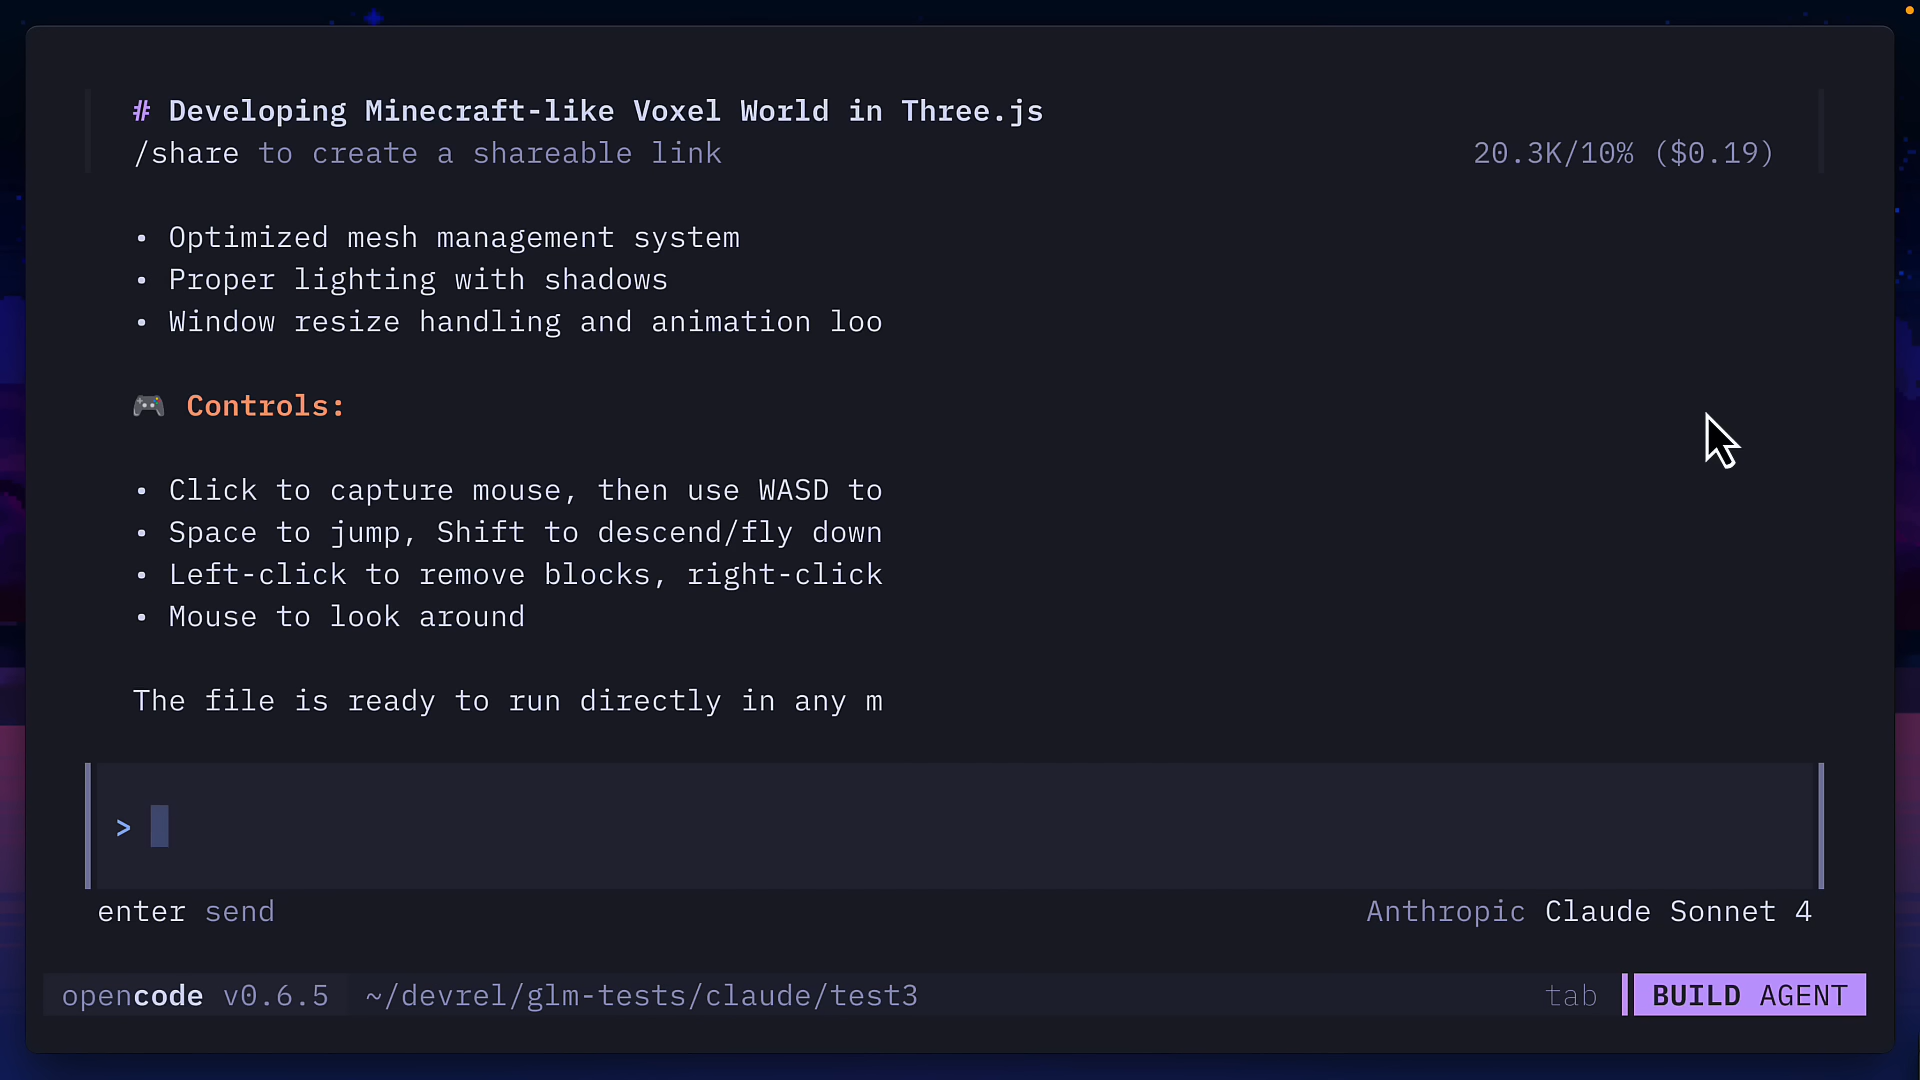 # Developing Minecraft-like Voxel World in Three.js
/share to create a shareable link 20.3K/10% ($0.19)
• Optimized mesh management system
• Proper lighting with shadows
• Window resize handling and animation loo
🎮 Controls:
• Click to capture mouse, then use WASD to
• Space to jump, Shift to descend/fly down
• Left-click to remove blocks, right-click
• Mouse to look around
The file is ready to run directly in any m
>
enter send Anthropic Claude Sonnet 4
opencode v0.6.5 ~/devrel/glm-tests/claude/test3 tab BUILD AGENT